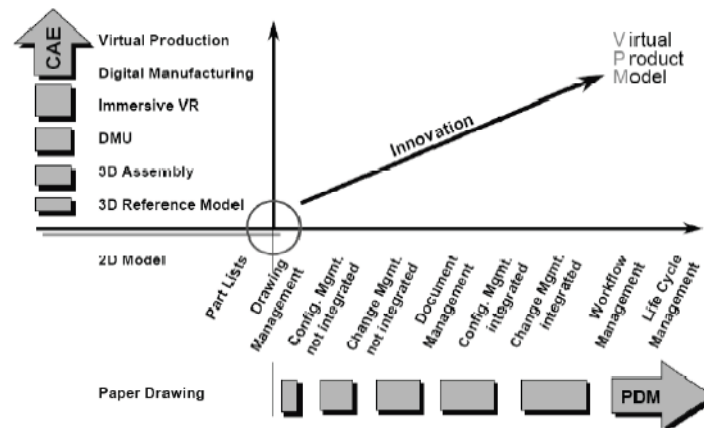 CAE
Virtual Production
Digital Manufacturing
Immersive VR
DMU
3D Assembly
3D Reference Model
2D Model
Innovation
Virtual
Product
Model
Part Lists
Drawing
Management
Config. Mgmt.
not integrated
Change Mgmt.
not integrated
Document
Management
Config. Mgmt.
integrated
Change Mgmt.
integrated
Workflow
Management
Life Cycle
Management
Paper Drawing
PDM